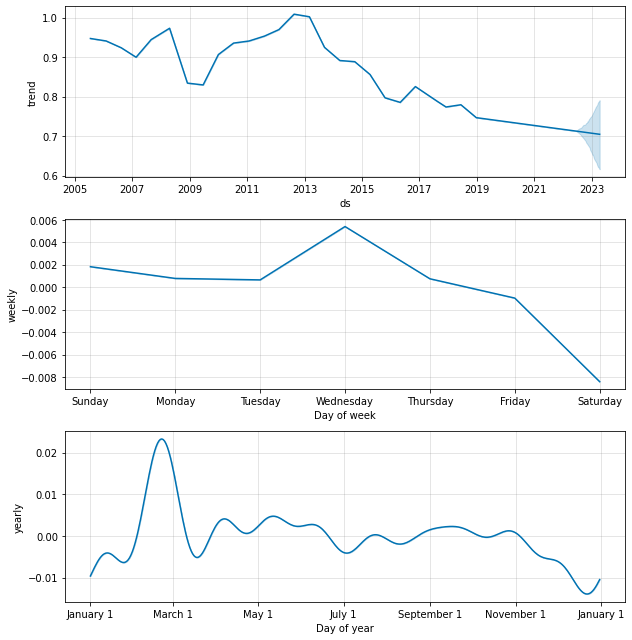 1.0
0.9
0.8
0.7
0.6
trend
2005 2007 2009 2011 2013 2015 2017 2019 2021 2023
ds
0.006
0.004
0.002
0.000
−0.002
−0.004
−0.006
−0.008
weekly
Sunday Monday Tuesday Wednesday Thursday Friday Saturday
Day of week
0.02
0.01
0.00
−0.01
yearly
January 1 March 1 May 1 July 1 September 1 November 1 January 1
Day of year